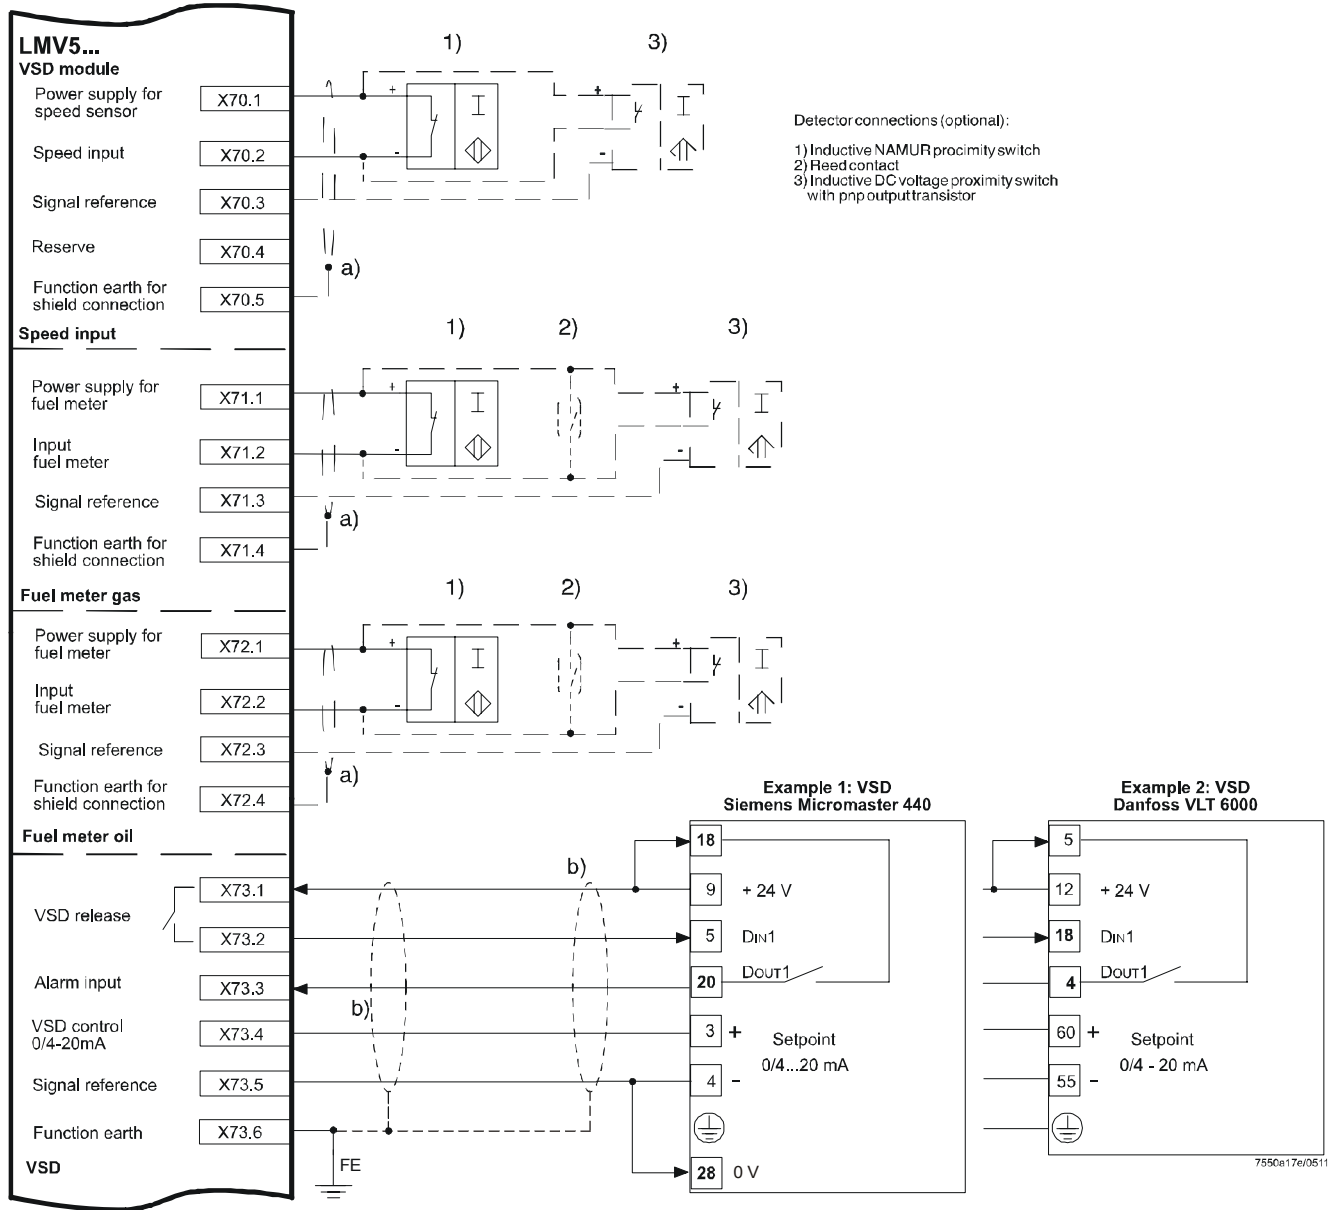 LMV5...
VSD module
Power supply for
speed sensor
X70.1
Speed input
X70.2
Signal reference
X70.3
Reserve
X70.4
Function earth for
shield connection
X70.5
Speed input
1)
3)
+
-
+
-
a)
Detector connections (optional):
1) Inductive NAMUR procimity switch
2) Reed contact
3) Inductive DC voltage proximity switch
with pnp output transistor
Power supply for
fuel meter
X71.1
Input
fuel meter
X71.2
Signal reference
X71.3
Function earth for
shield connection
X71.4
Fuel meter gas
1)
2)
3)
+
-
+
-
a)
Power supply for
fuel meter
X72.1
Input
fuel meter
X72.2
Signal reference
X72.3
Function earth for
shield connection
X72.4
Fuel meter oil
1)
2)
3)
+
-
+
-
a)
VSD release
X73.1
X73.2
Alarm input
X73.3
VSD control
0/4-20mA
X73.4
Signal reference
X73.5
Function earth
X73.6
VSD
b)
b)
FE
Example 1: VSD
Siemens Micromaster 440
18
9 + 24 V
5 DIN1
20 DOUT1
3 +
Setpoint
0/4...20 mA
4 -
28 0 V
Example 2: VSD
Danfoss VLT 6000
5
12 + 24 V
18 DIN1
4 DOUT1
60 +
Setpoint
0/4 - 20 mA
55 -
7550a17e/0511